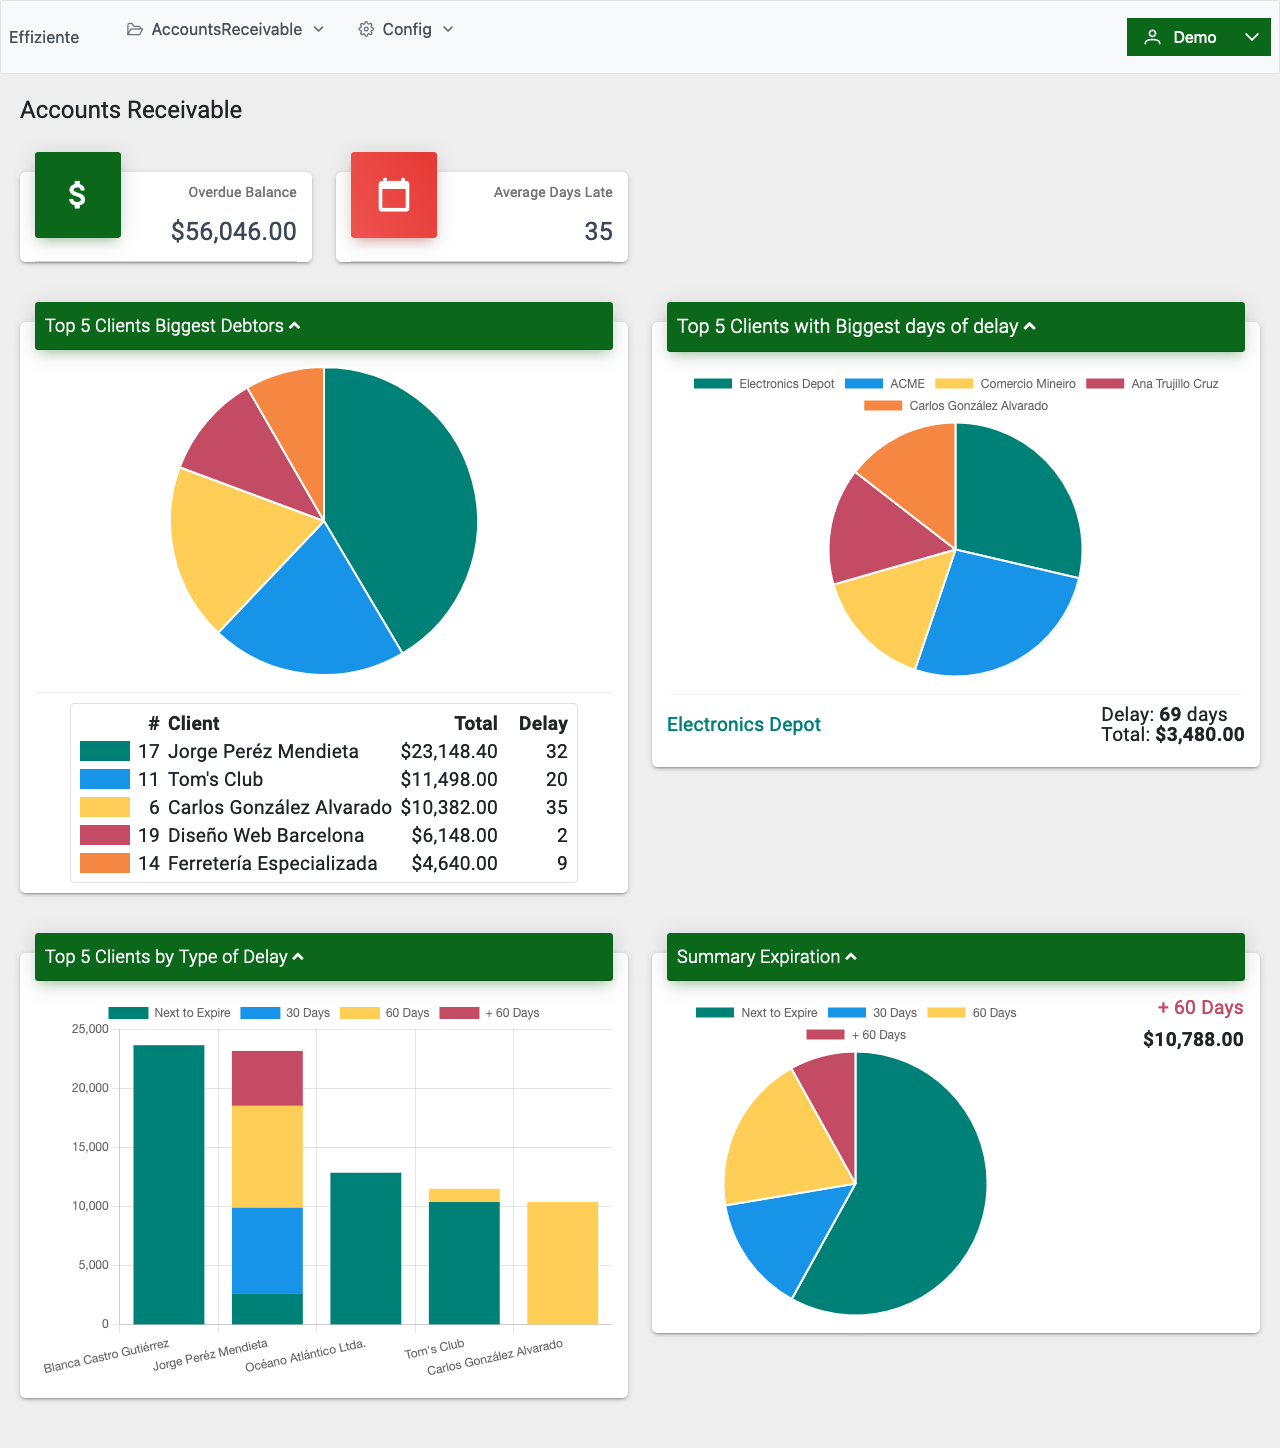 Effiziente
AccountsReceivable
Config
Demo
Accounts Receivable
$
Overdue Balance
$56,046.00
Average Days Late
35
Top 5 Clients Biggest Debtors
# Client Total Delay
17 Jorge Peréz Mendieta $23,148.40 32
11 Tom's Club $11,498.00 20
6 Carlos González Alvarado $10,382.00 35
19 Diseño Web Barcelona $6,148.00 2
14 Ferretería Especializada $4,640.00 9
Top 5 Clients with Biggest days of delay
Electronics Depot ACME Comercio Mineiro Ana Trujillo Cruz
Carlos González Alvarado
Electronics Depot
Delay: 69 days
Total: $3,480.00
Top 5 Clients by Type of Delay
Next to Expire 30 Days 60 Days + 60 Days
25,000
20,000
15,000
10,000
5,000
0
Blanca Castro Gutiérrez
Jorge Peréz Mendieta
Océano Atlántico Ltda.
Tom's Club
Carlos González Alvarado
Summary Expiration
Next to Expire 30 Days 60 Days
+ 60 Days
+ 60 Days
$10,788.00